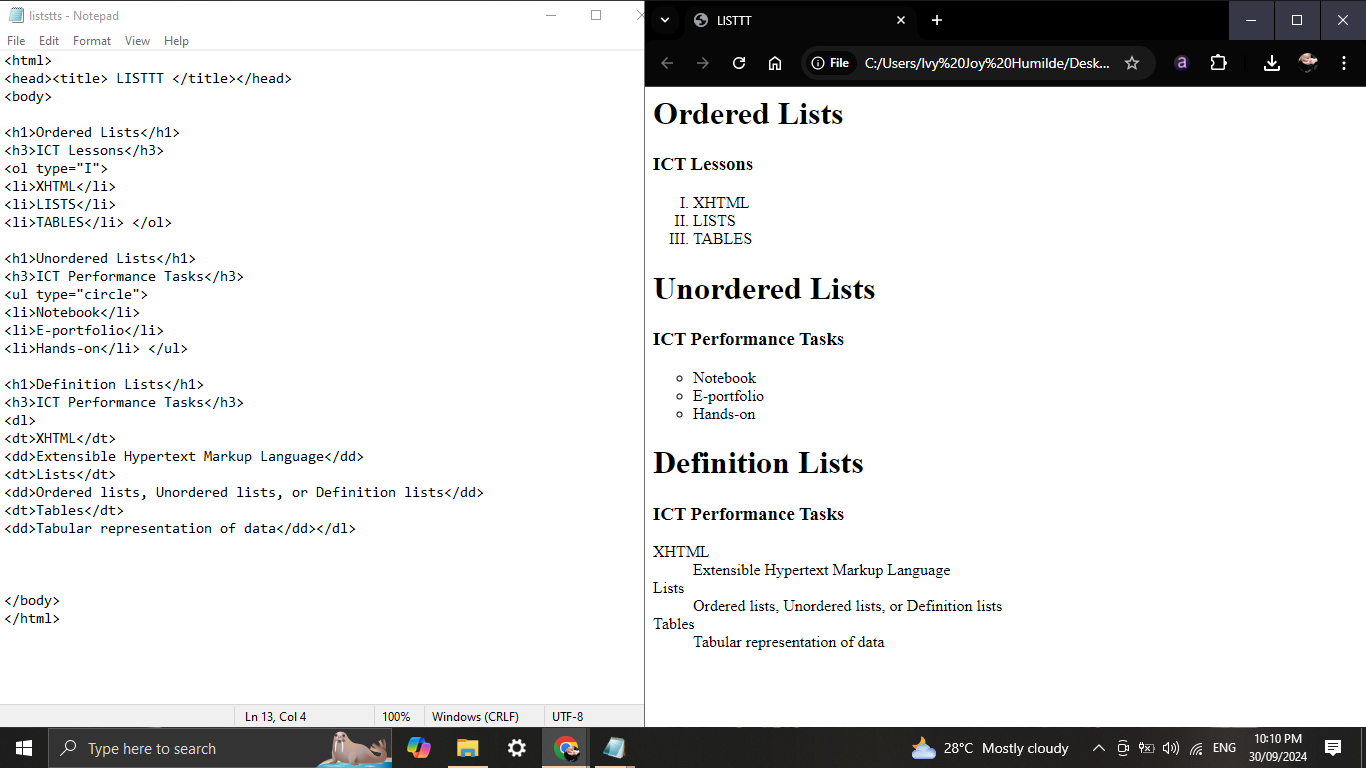 liststts - Notepad
File Edit Format View Help
<html>
<head><title> LISTTT </title></head>
<body>
<h1>Ordered Lists</h1>
<h3>ICT Lessons</h3>
<ol type="I">
<li>XHTML</li>
<li>LISTS</li>
<li>TABLES</li> </ol>
<h1>Unordered Lists</h1>
<h3>ICT Performance Tasks</h3>
<ul type="circle">
<li>Notebook</li>
<li>E-portfolio</li>
<li>Hands-on</li> </ul>
<h1>Definition Lists</h1>
<h3>ICT Performance Tasks</h3>
<dl>
<dt>XHTML</dt>
<dd>Extensible Hypertext Markup Language</dd>
<dt>Lists</dt>
<dd>Ordered lists, Unordered lists, or Definition lists</dd>
<dt>Tables</dt>
<dd>Tabular representation of data</dd></dl>
</body>
</html>
Ln 13, Col 4 100% Windows (CRLF) UTF-8
LISTTT
File C:/Users/Ivy%20Joy%20Humilde/Desk...
a
Ordered Lists
ICT Lessons
I. XHTML
II. LISTS
III. TABLES
Unordered Lists
ICT Performance Tasks
Notebook
E-portfolio
Hands-on
Definition Lists
ICT Performance Tasks
XHTML
Extensible Hypertext Markup Language
Lists
Ordered lists, Unordered lists, or Definition lists
Tables
Tabular representation of data
Type here to search
28°C Mostly cloudy
ENG
10:10 PM
30/09/2024